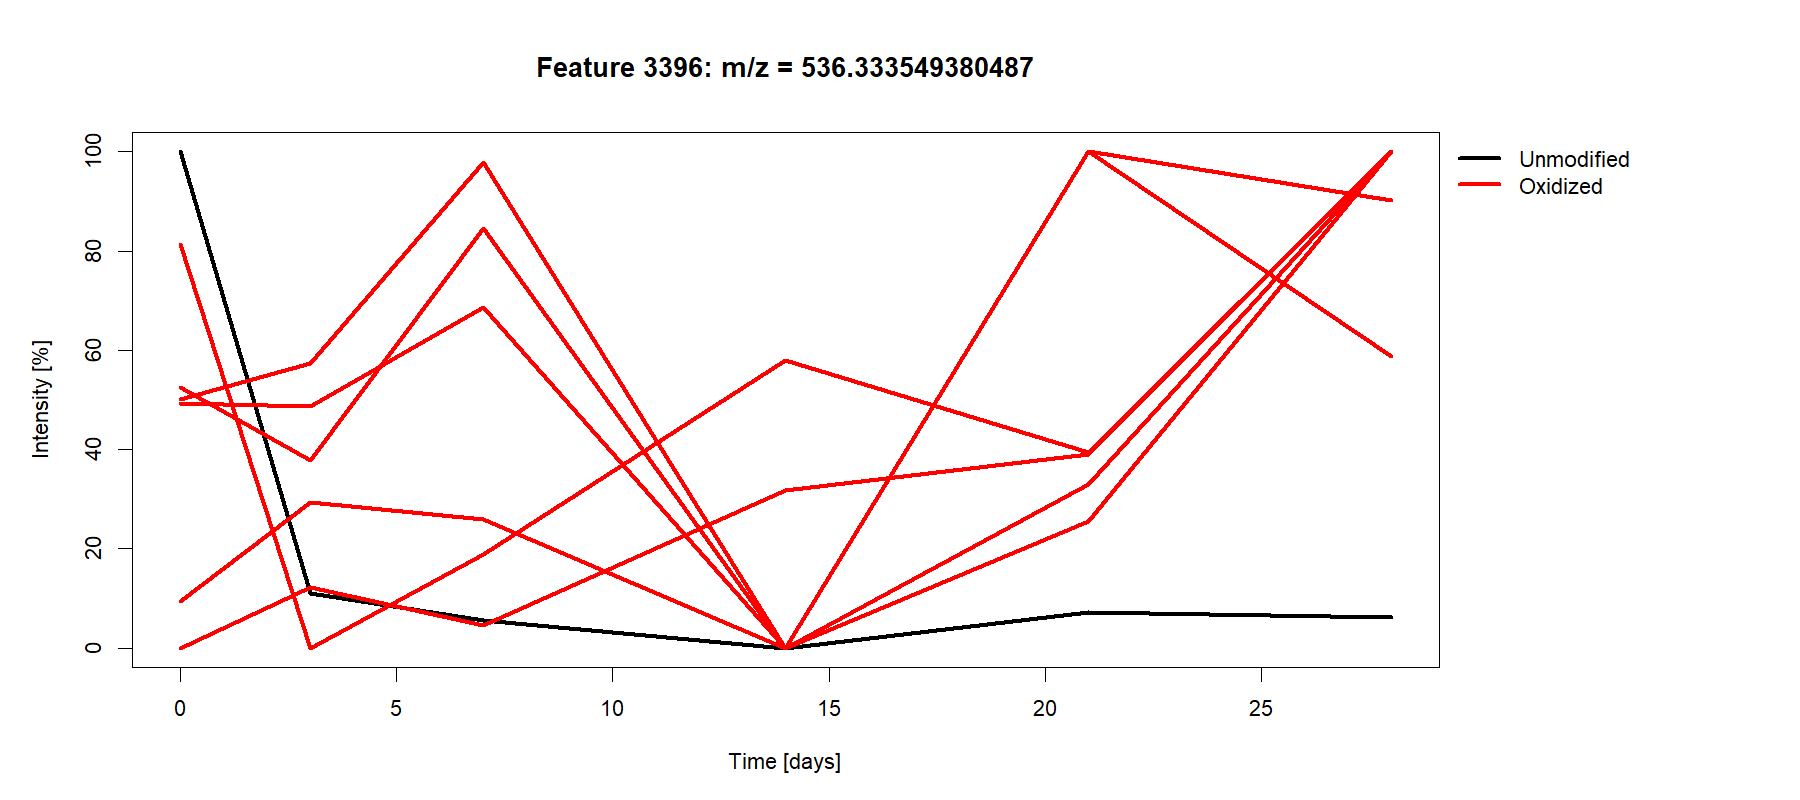 Feature 3396: m/z = 536.333549380487
Unmodified
Oxidized
Intensity [%]
100
80
60
40
20
0
0 5 10 15 20 25
Time [days]